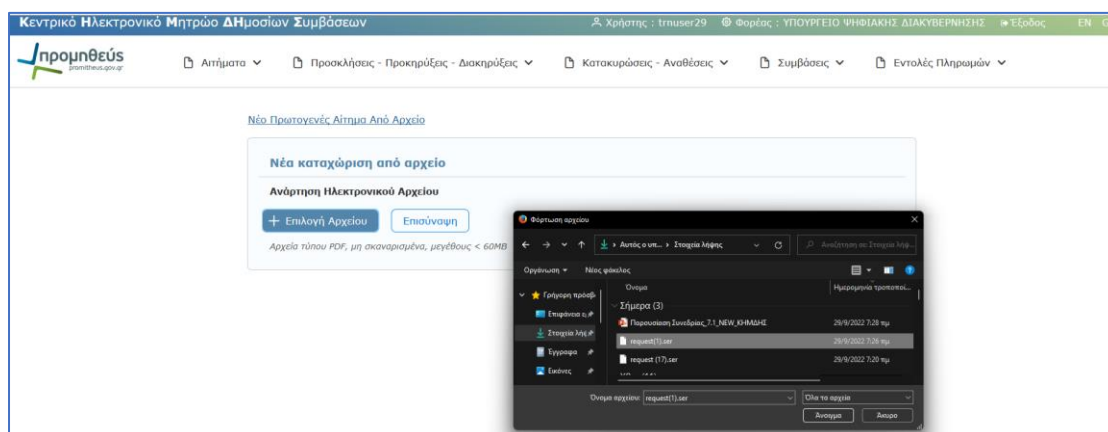 Κεντρικό Ηλεκτρονικό Μητρώο ΔΗμοσίων Συμβάσεων
Χρήστης : trnuser29 Φορέας : ΥΠΟΥΡΓΕΙΟ ΨΗΦΙΑΚΗΣ ΔΙΑΚΥΒΕΡΝΗΣΗΣ Έξοδος EN
προμηθεύς
promitheus.gov.gr
Αιτήματα Προσκλήσεις - Προκηρύξεις - Διακηρύξεις Κατακυρώσεις - Αναθέσεις Συμβάσεις Εντολές Πληρωμών
Νέο Πρωτογενές Αίτημα Από Αρχείο
Νέα καταχώριση από αρχείο
Ανάρτηση Ηλεκτρονικού Αρχείου
+ Επιλογή Αρχείου Επισύναψη
Αρχεία τύπου PDF, μη σκαναρισμένα, μεγέθους < 60MB
Φόρτωση αρχείου
Αυτός ο υπ... > Στοιχεία λήψης
Αναζήτηση σε: Στοιχεία λήψ...
Οργάνωση Νέος φάκελος
Όνομα Ημερομηνία τροποποί...
Γρήγορη πρόσβ
Επιφάνεια ε
Στοιχεία λήψ
Έγγραφα
Εικόνες
Σήμερα (3)
Παρουσίαση Συνεδρίας_7.1_NEW_ΚΗΜΔΗΣ 29/9/2022 7:28 πμ
request(1).ser 29/9/2022 7:26 πμ
request (17).ser 29/9/2022 7:20 πμ
Όνομα αρχείου: request(1).ser Όλα τα αρχεία
Άνοιγμα Άκυρο